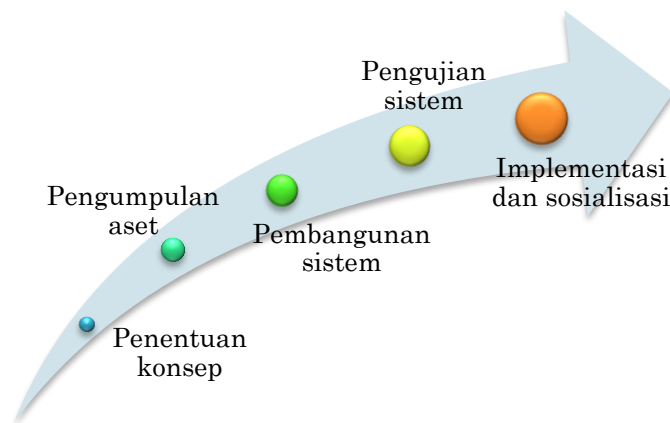 Penentuan
konsep
Pengumpulan
aset
Pembangunan
sistem
Pengujian
sistem
Implementasi
dan sosialisasi